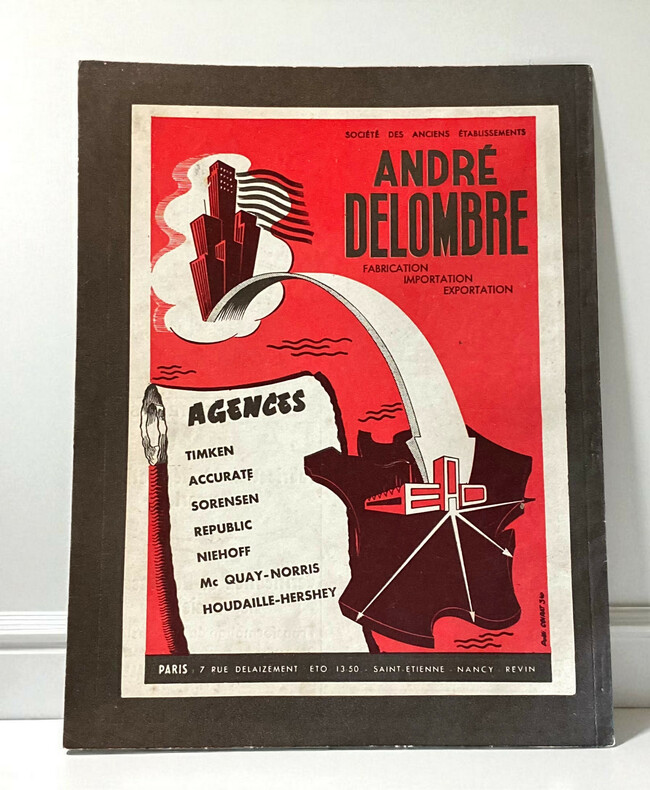 SOCIÉTÉ DES ANCIENS ÉTABLISSEMENTS
ANDRÉ
DELOMBRE
FABRICATION
IMPORTATION
EXPORTATION
AGENCES
TIMKEN
ACCURATE
SORENSEN
REPUBLIC
NIEHOFF
Mc QUAY-NORRIS
HOUDAILLE-HERSHEY
EAD
PARIS 7 RUE DELAIZEMENT ETO 13-50 SAINT-ETIENNE NANCY REVIN